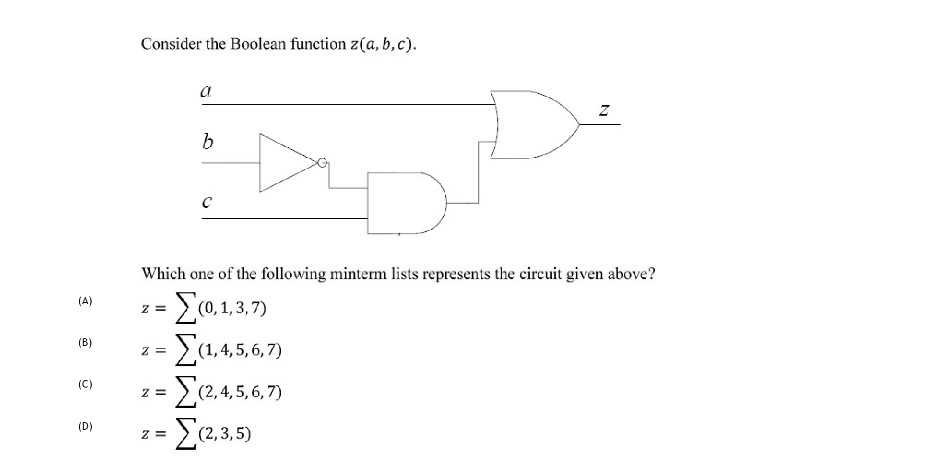 Consider the Boolean function z(a, b, c).
a
z
b
c
Which one of the following minterm lists represents the circuit given above?
(A) z = ∑(0, 1, 3, 7)
(B) z = ∑(1, 4, 5, 6, 7)
(C) z = ∑(2, 4, 5, 6, 7)
(D) z = ∑(2, 3, 5)